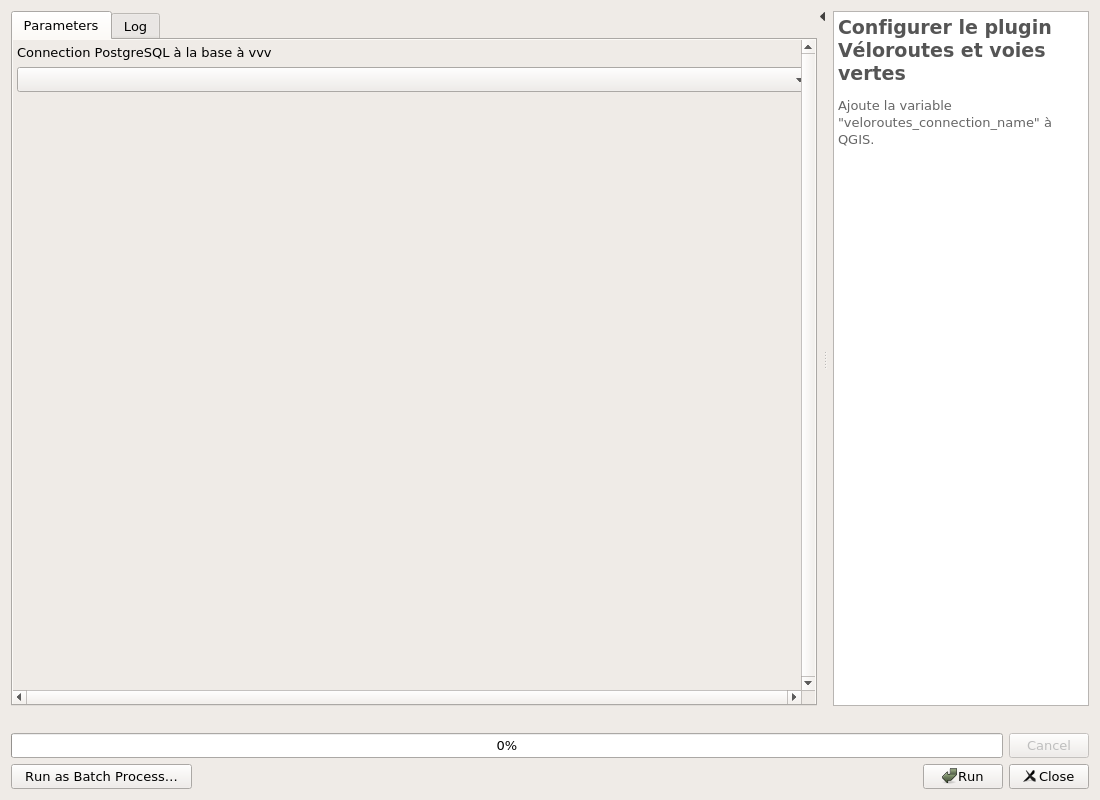 Parameters
Log
Connection PostgreSQL à la base à vvv
Configurer le plugin
Véloroutes et voies
vertes
Ajoute la variable
"veloroutes_connection_name" à
QGIS.
0%
Cancel
Run as Batch Process...
Run
Close